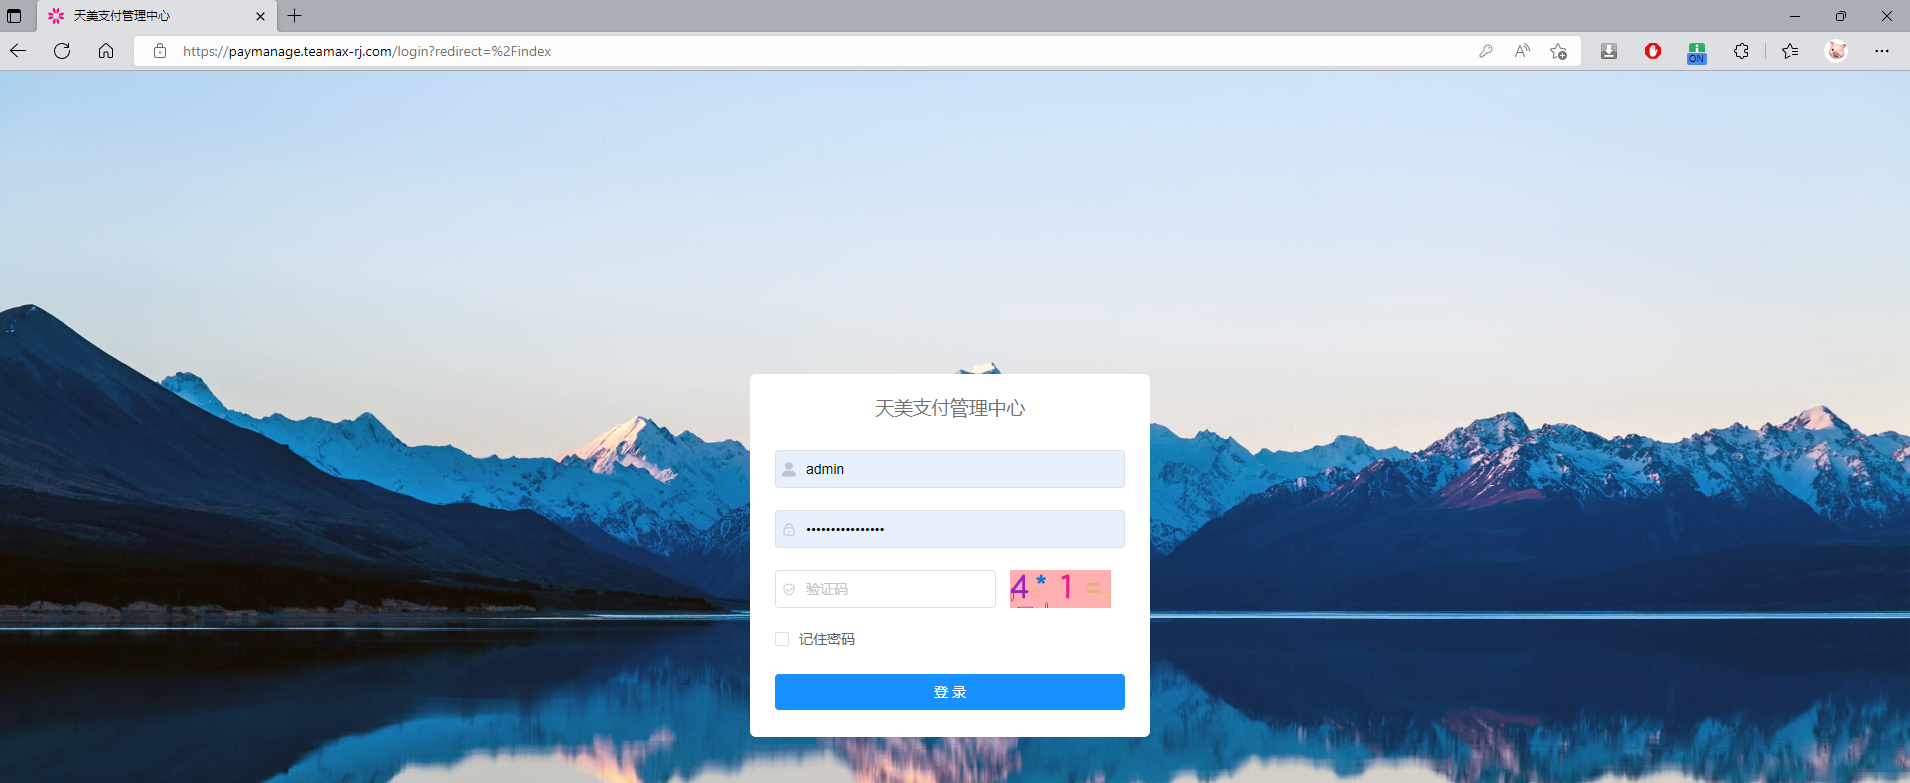 天美支付管理中心
https://paymanage.teamax-rj.com/login?redirect=%2Findex
ON
天美支付管理中心
admin
••••••••••••••••
验证码
4 * 1 =
记住密码
登 录